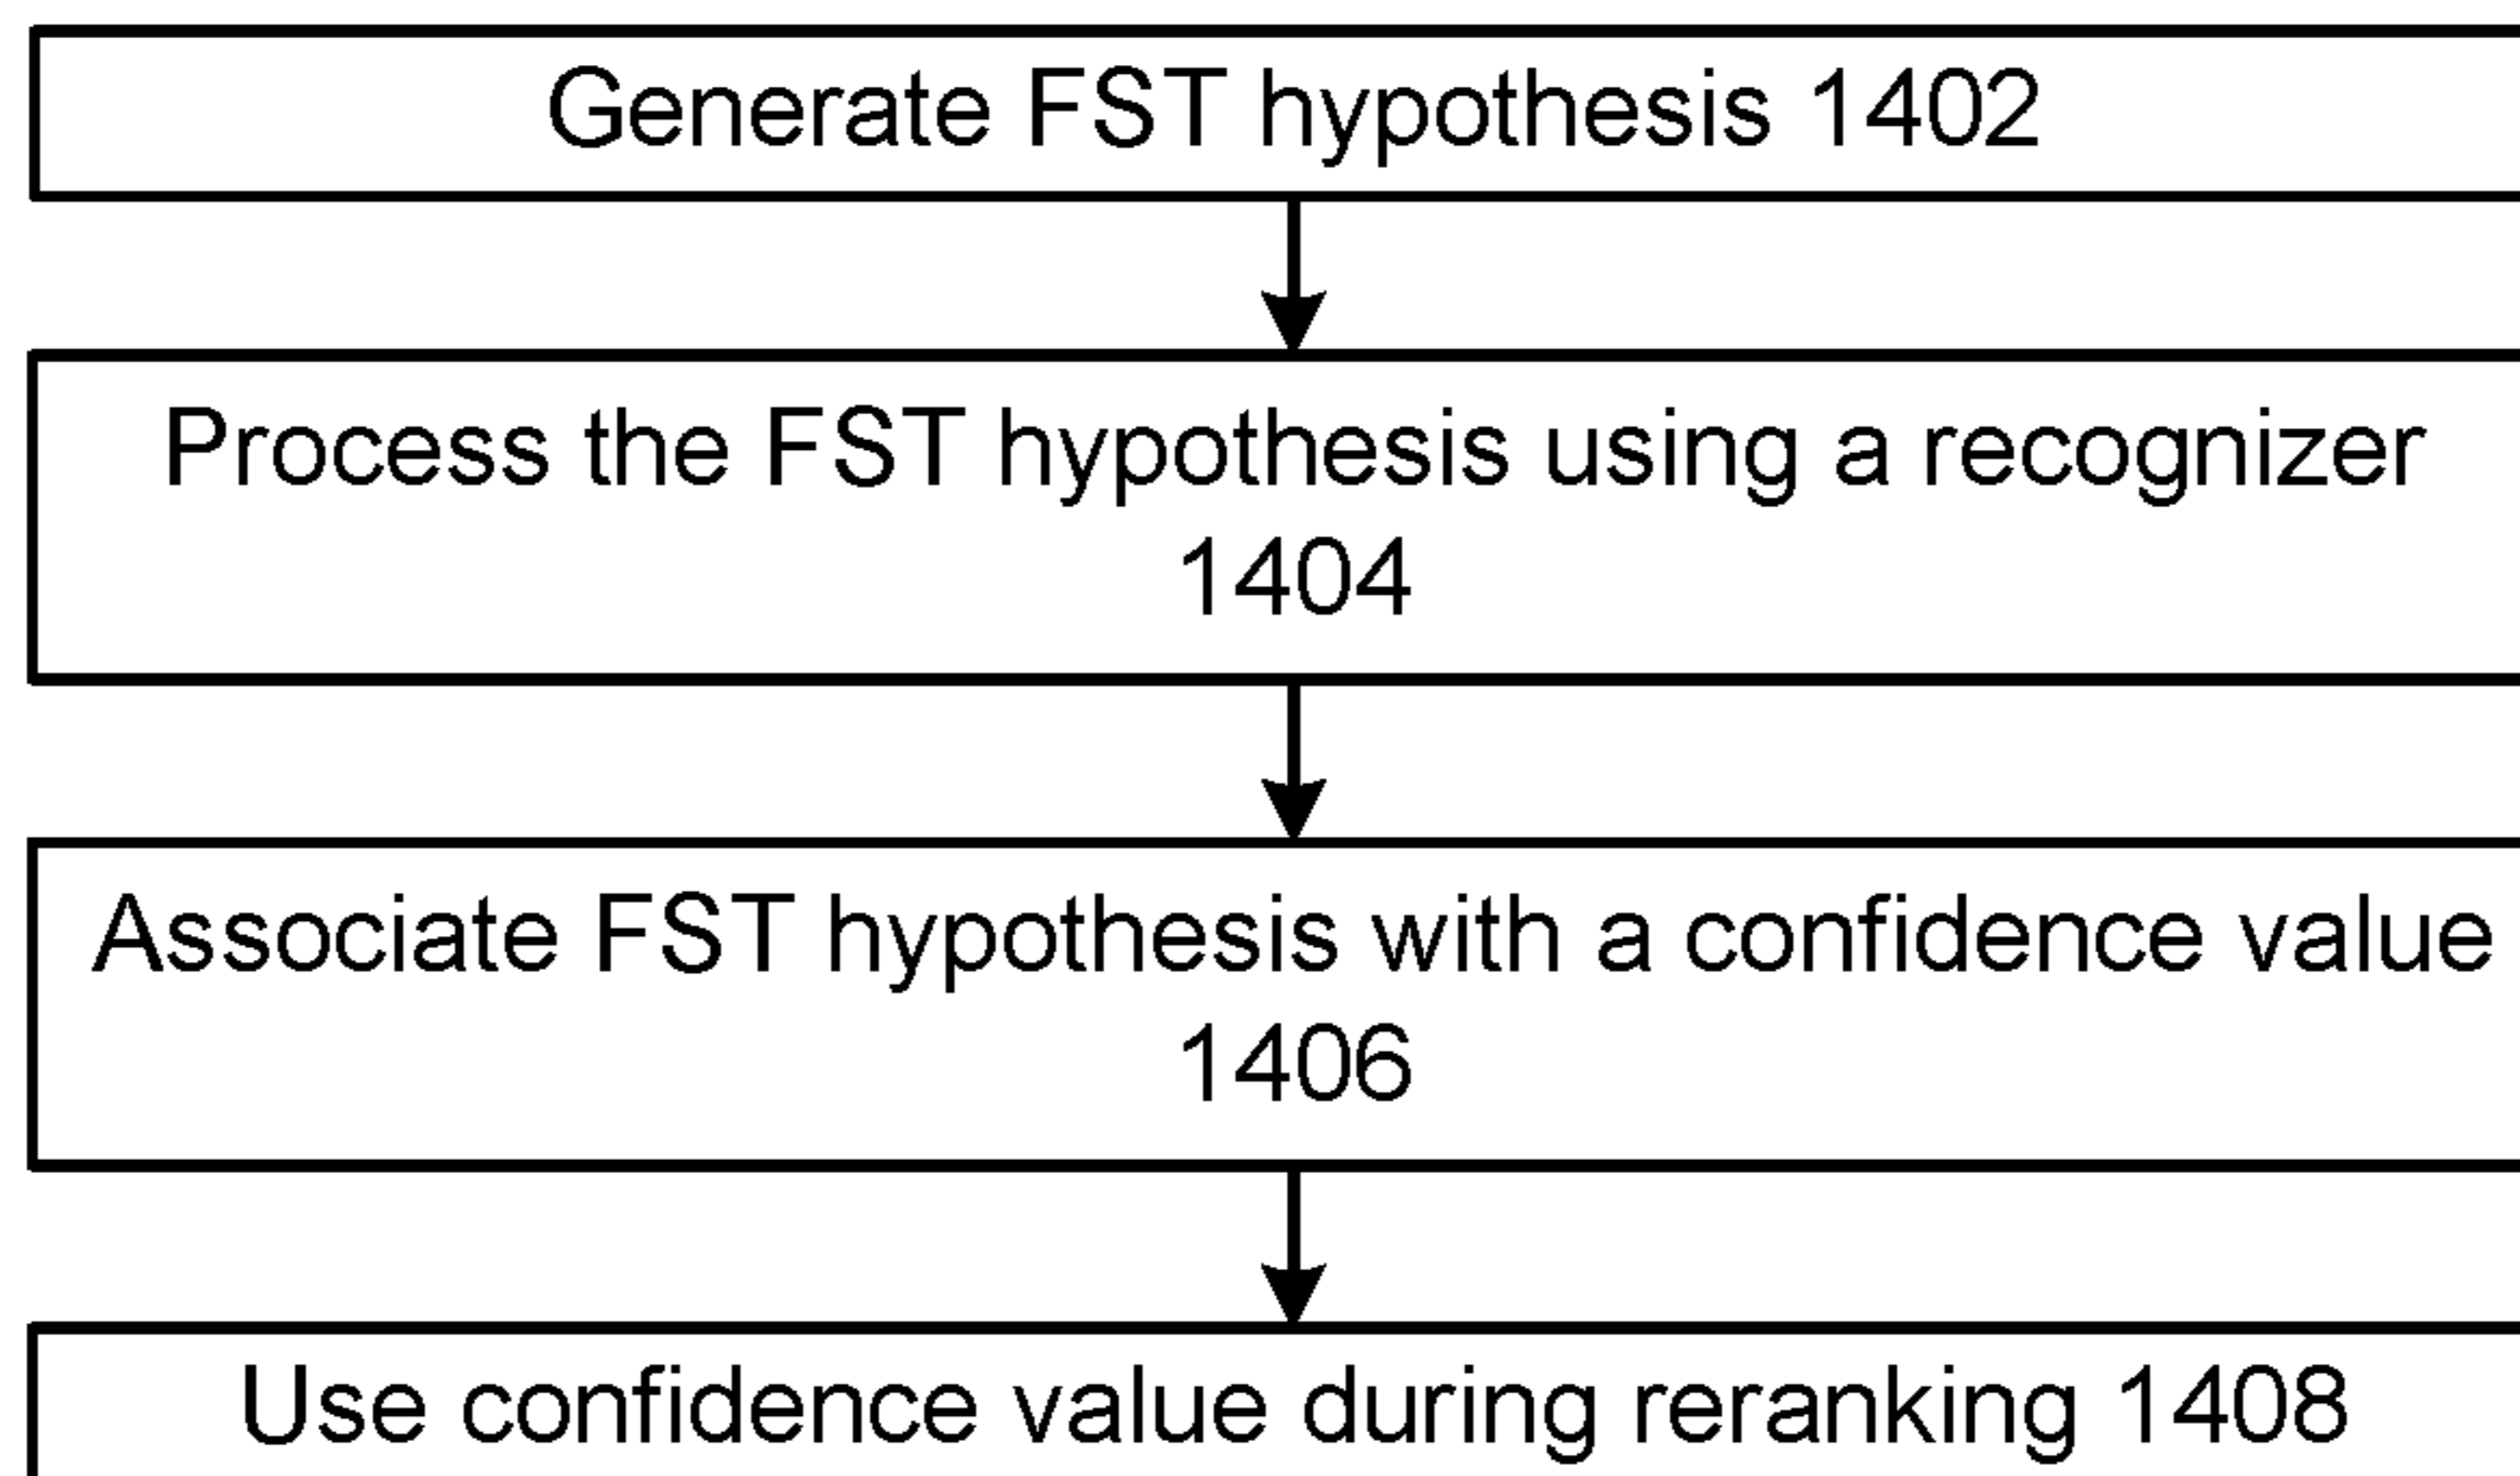 Generate FST hypothesis 1402
Process the FST hypothesis using a recognizer
1404
Associate FST hypothesis with a confidence value
1406
Use confidence value during reranking 1408